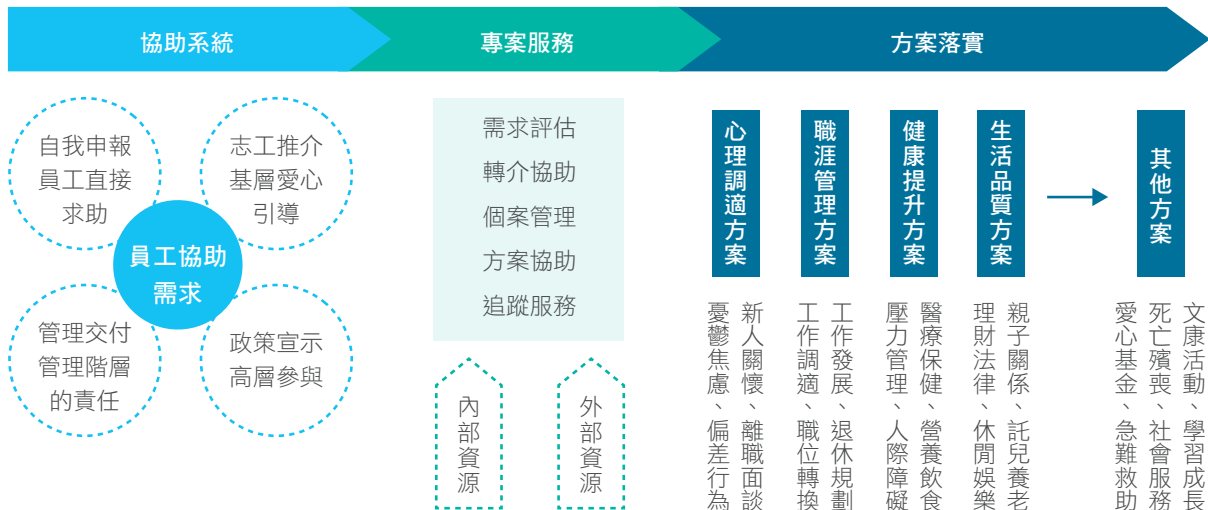 協助系統
專案服務
方案落實
自我申報
員工直接
求助
志工推介
基層愛心
引導
員工協助
需求
管理交付
管理階層
的責任
政策宣示
高層參與
需求評估
轉介協助
個案管理
方案協助
追蹤服務
內部資源
外部資源
心理調適方案
新人關懷、離職面談
憂鬱焦慮、偏差行為
職涯管理方案
工作發展、退休規劃
工作調適、職位轉換
健康提升方案
醫療保健、營養飲食
壓力管理、人際障礙
生活品質方案
親子關係、託兒養老
理財法律、休閒娛樂
其他方案
文康活動、學習成長
死亡殯喪、社會服務
愛心基金、急難救助